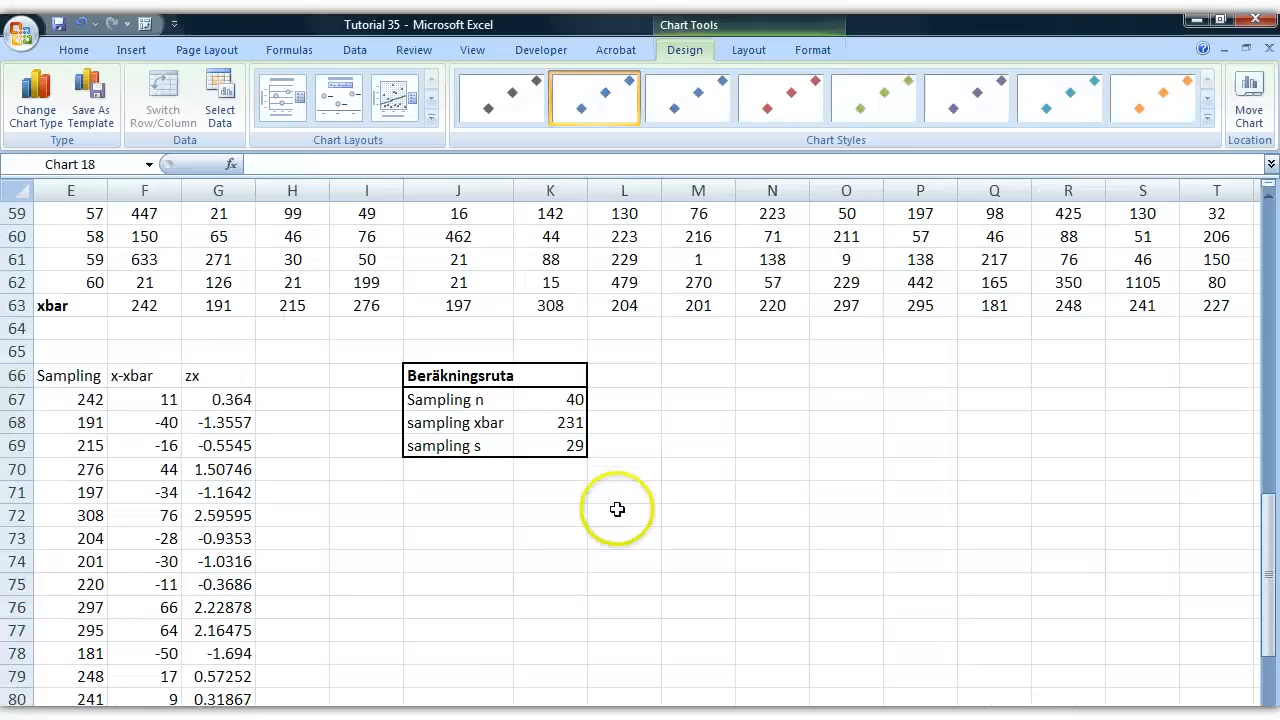 Tutorial 35 - Microsoft Excel
Chart Tools
Home Insert Page Layout Formulas Data Review View Developer Acrobat Design Layout Format
Change Chart Type
Save As Template
Switch Row/Column
Select Data
Move Chart
Type Data Chart Layouts Chart Styles Location
Chart 18 fx
E F G H I J K L M N O P Q R S T
59 57 447 21 99 49 16 142 130 76 223 50 197 98 425 130 32
60 58 150 65 46 76 462 44 223 216 71 211 57 46 88 51 206
61 59 633 271 30 50 21 88 229 1 138 9 138 217 76 46 150
62 60 21 126 21 199 21 15 479 270 57 229 442 165 350 1105 80
63 xbar 242 191 215 276 197 308 204 201 220 297 295 181 248 241 227
64
65
66 Sampling x-xbar zx Beräkningsruta
67 242 11 0.364 Sampling n 40
68 191 -40 -1.3557 sampling xbar 231
69 215 -16 -0.5545 sampling s 29
70 276 44 1.50746
71 197 -34 -1.1642
72 308 76 2.59595
73 204 -28 -0.9353
74 201 -30 -1.0316
75 220 -11 -0.3686
76 297 66 2.22878
77 295 64 2.16475
78 181 -50 -1.694
79 248 17 0.57252
80 241 9 0.31867